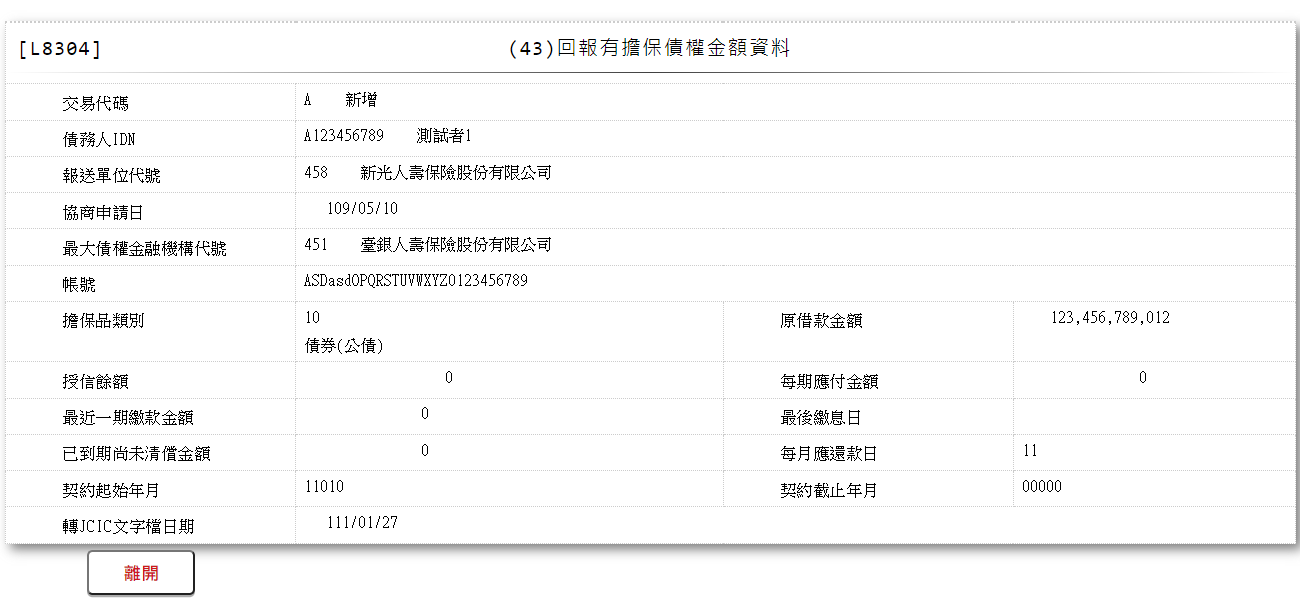 [L8304] (43)回報有擔保債權金額資料
交易代碼 A 新增
債務人IDN A123456789 測試者1
報送單位代號 458 新光人壽保險股份有限公司
協商申請日 109/05/10
最大債權金融機構代號 451 臺銀人壽保險股份有限公司
帳號 ASDasdOPQRSTUVWXYZ0123456789
擔保品類別 10 原借款金額 123,456,789,012
債券(公債)
授信餘額 0 每期應付金額 0
最近一期繳款金額 0 最後繳息日
已到期尚未清償金額 0 每月應還款日 11
契約起始年月 11010 契約截止年月 00000
轉JCIC文字檔日期 111/01/27
離開